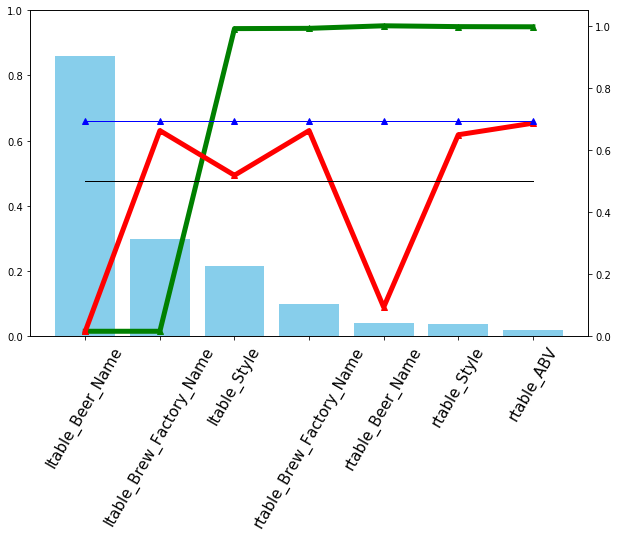 1.0
0.8
0.6
0.4
0.2
0.0
1.0
0.8
0.6
0.4
0.2
0.0
ltable_Beer_Name
ltable_Brew_Factory_Name
ltable_Style
rtable_Brew_Factory_Name
rtable_Beer_Name
rtable_Style
rtable_ABV